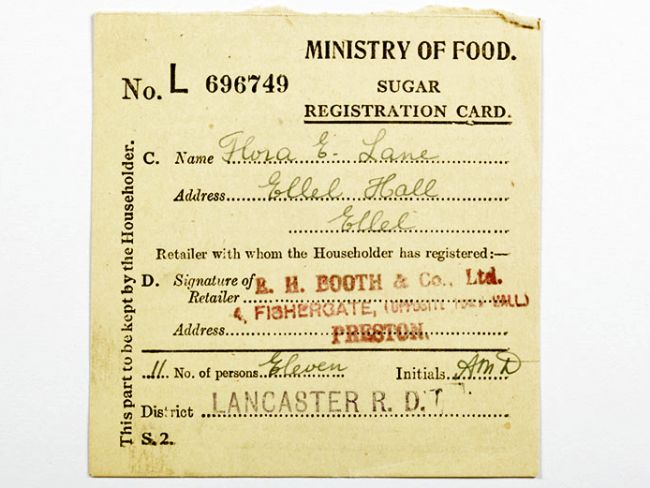 MINISTRY OF FOOD.
No. L 696749
SUGAR
REGISTRATION CARD.
This part to be kept by the Householder.
C. Name Flora E. Lane
Address Ellel Hall
Ellel
Retailer with whom the Householder has registered:—
D. Signature of Retailer E. H. BOOTH & Co., Ltd.
4, FISHERGATE, (OPPOSITE TOWN HALL)
Address PRESTON.
11 No. of persons Eleven Initials A M D
District LANCASTER R. D.
S. 2.